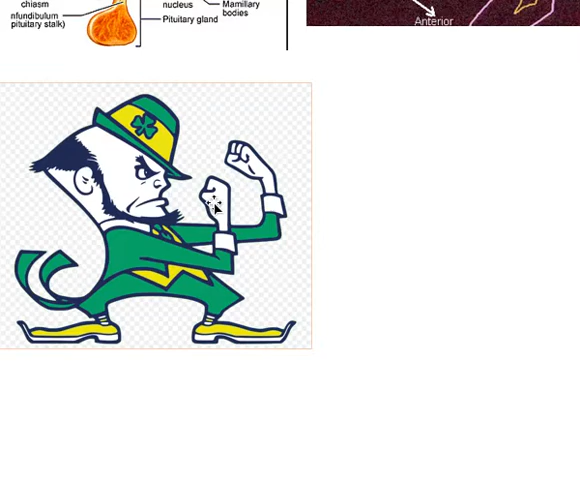 chiasm
nfundibulum
pituitary stalk)
nucleus
Pituitary gland
Mamillary
bodies
Anterior